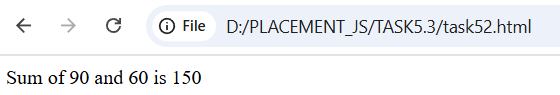 File D:/PLACEMENT_JS/TASK5.3/task52.html
Sum of 90 and 60 is 150